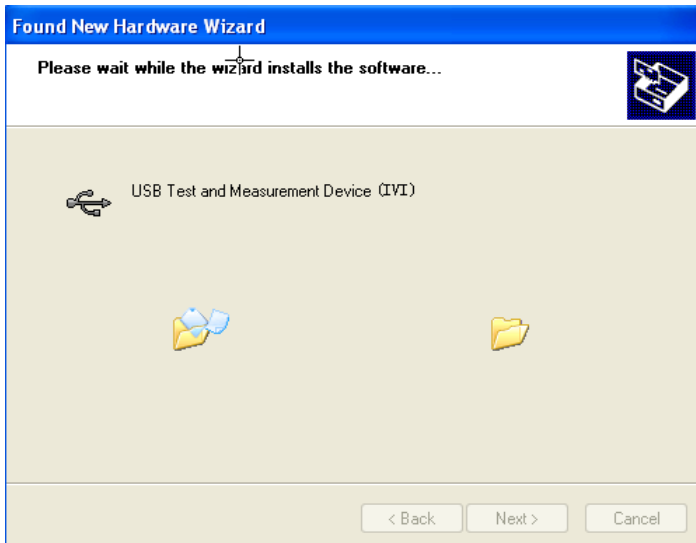 Found New Hardware Wizard
Please wait while the wizard installs the software...
USB Test and Measurement Device (IVI)
< Back
Next >
Cancel